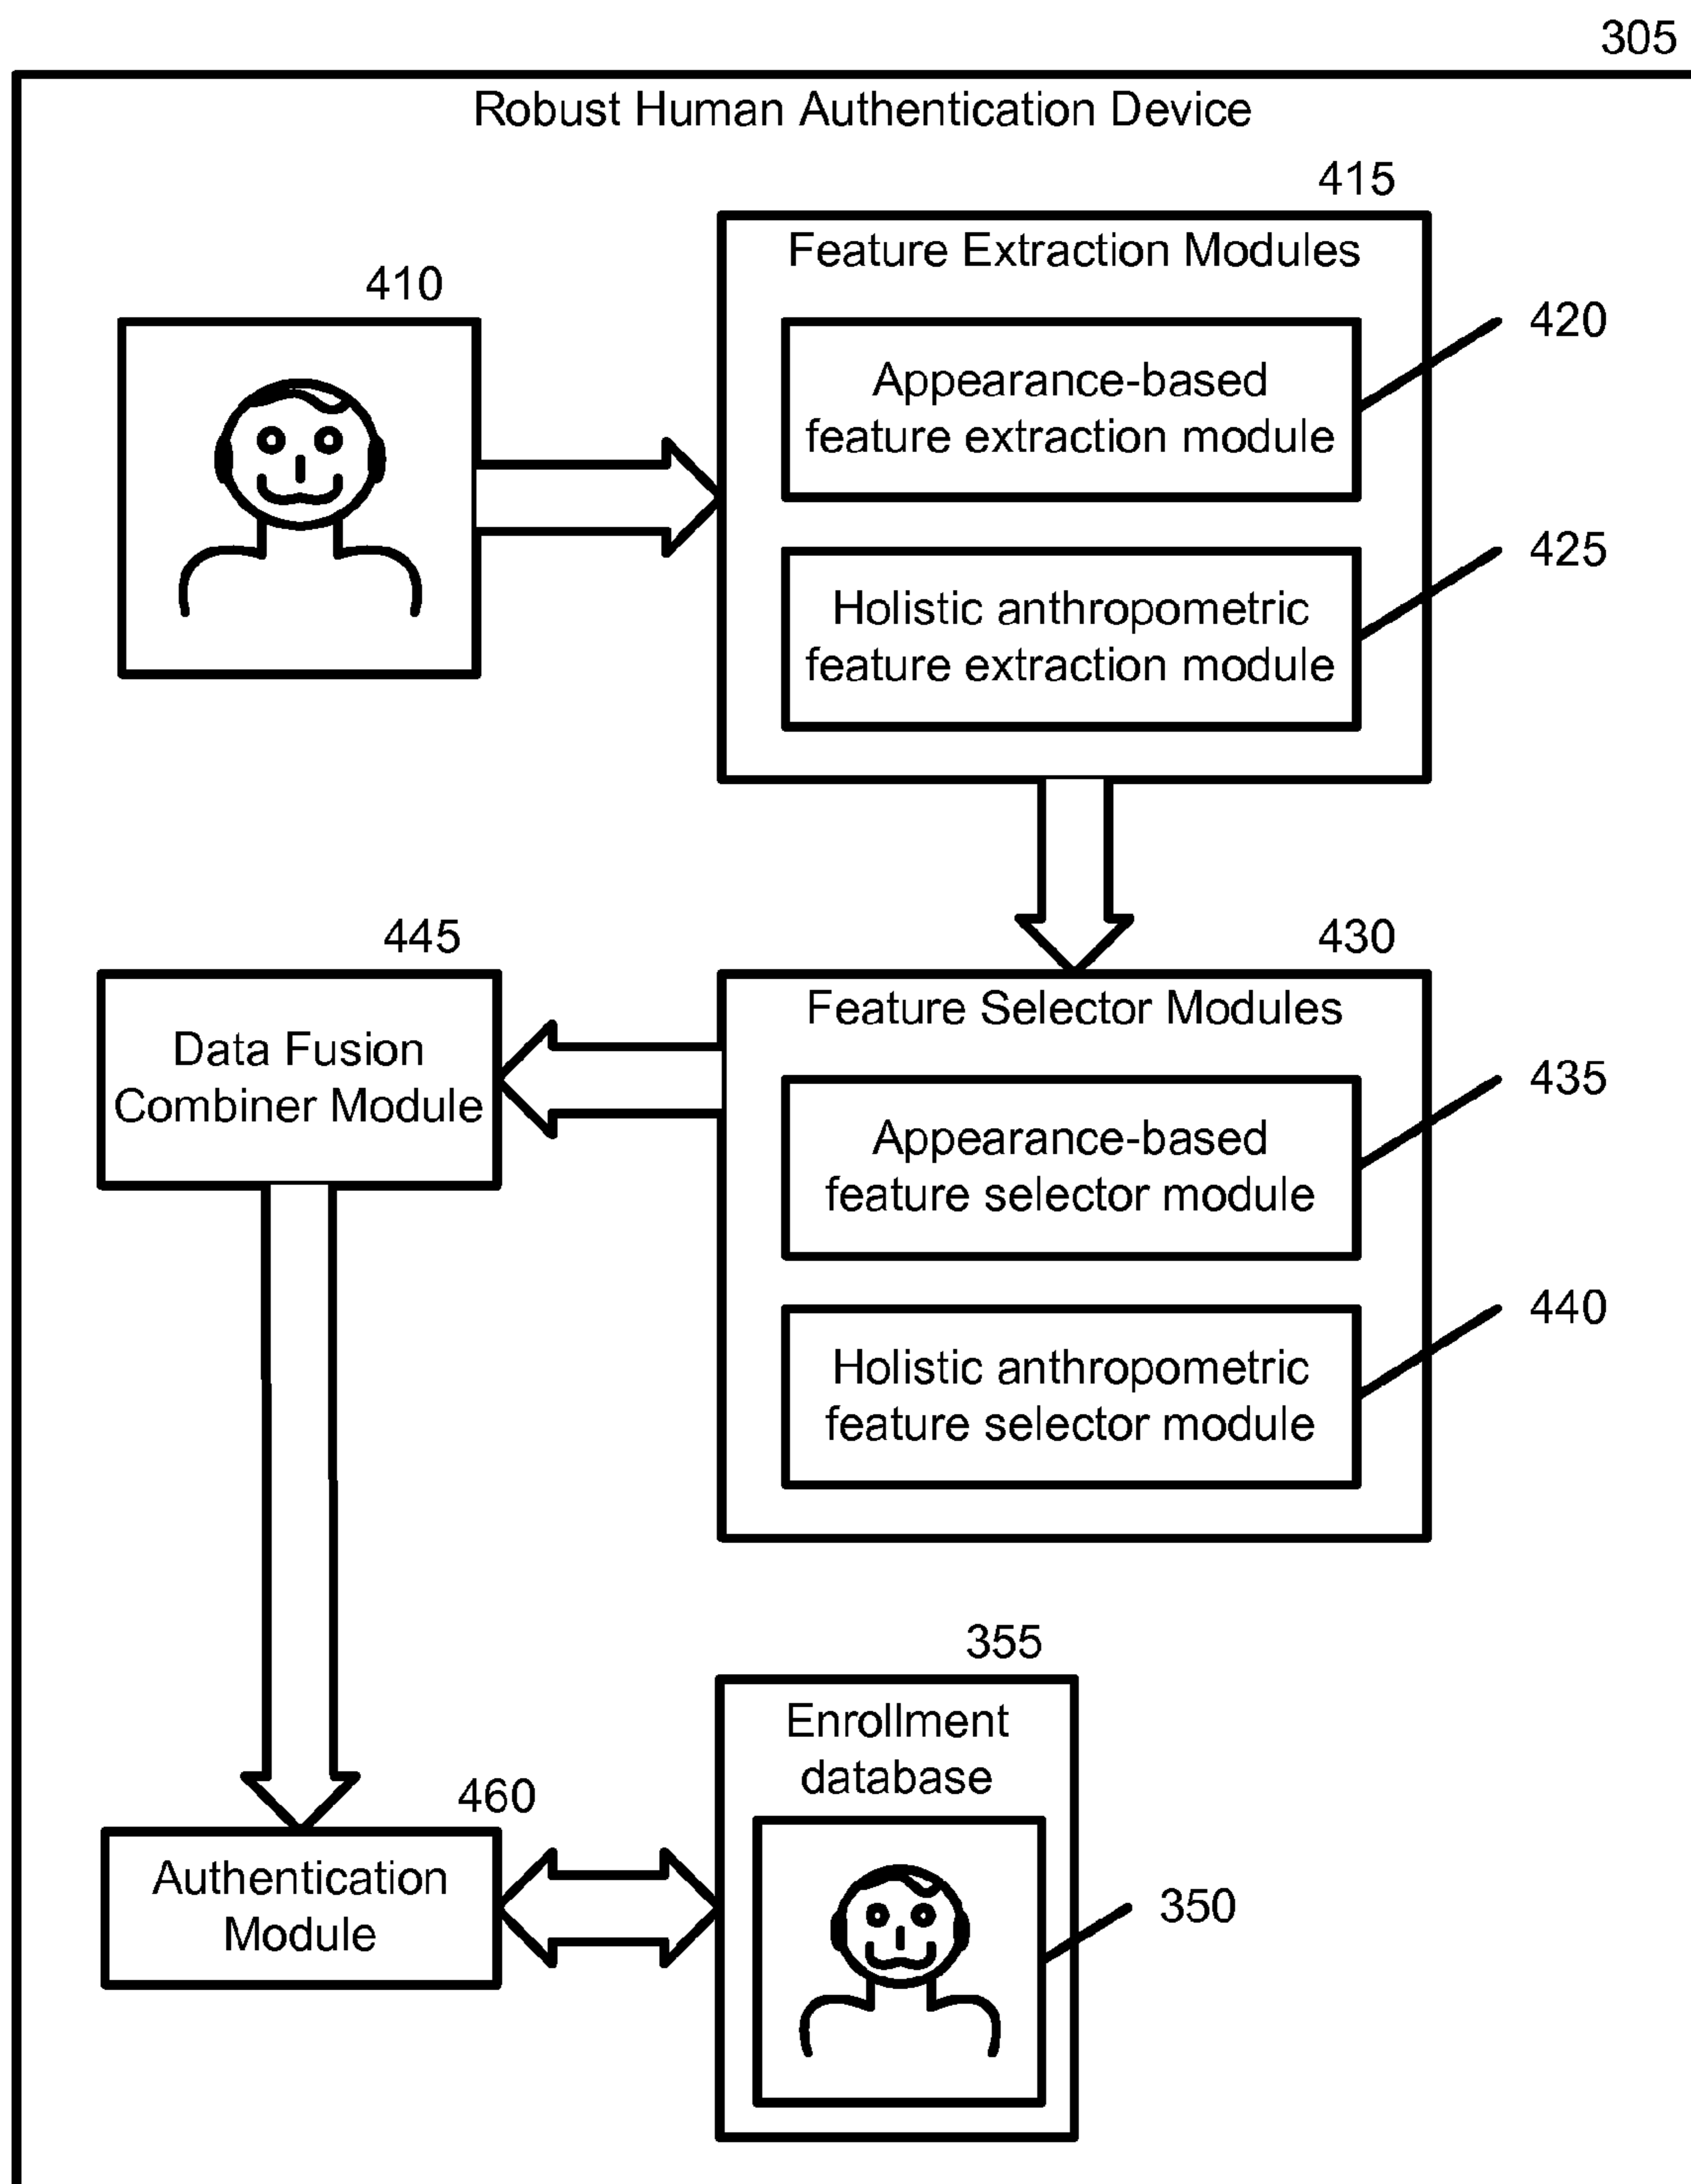 305
Robust Human Authentication Device
415
Feature Extraction Modules
410
420
Appearance-based
feature extraction module
425
Holistic anthropometric
feature extraction module
445
430
Data Fusion
Combiner Module
Feature Selector Modules
435
Appearance-based
feature selector module
440
Holistic anthropometric
feature selector module
355
Enrollment
database
460
Authentication
Module
350